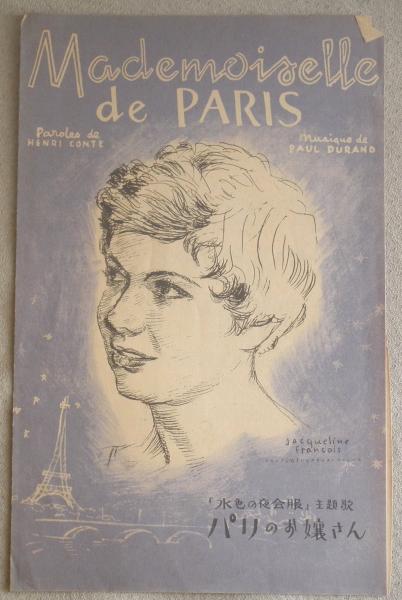 Mademoiselle
de PARIS
Paroles de
HENRI CONTE
Musique de
PAUL DURAND
Jacqueline
François
「水色の夜会服」主題歌
パリのお嬢さん